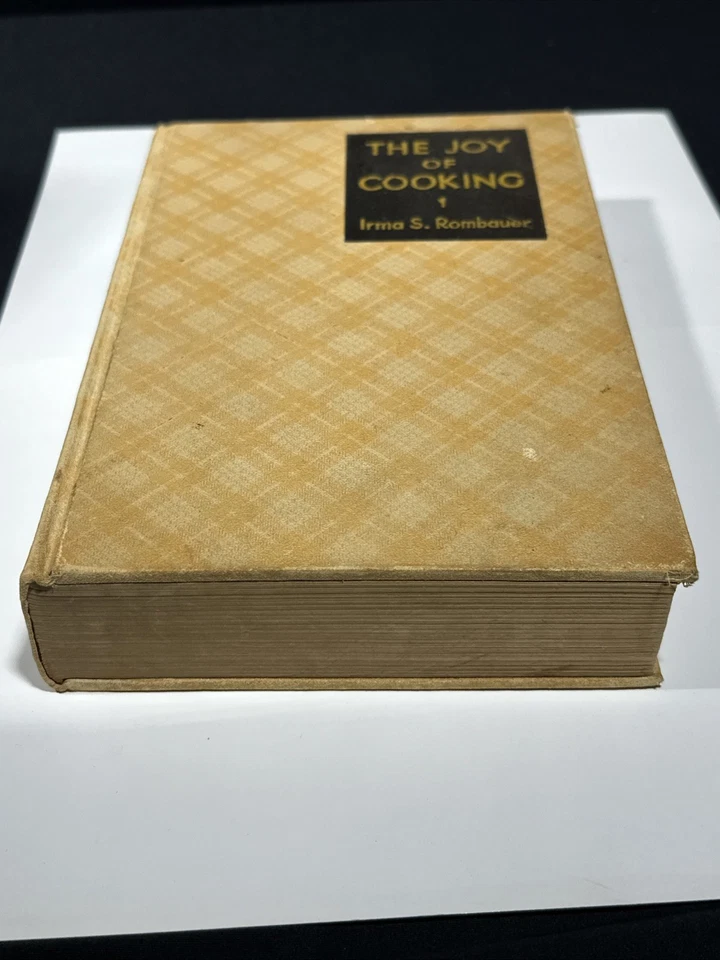 THE JOY
OF
COOKING
Irma S. Rombauer